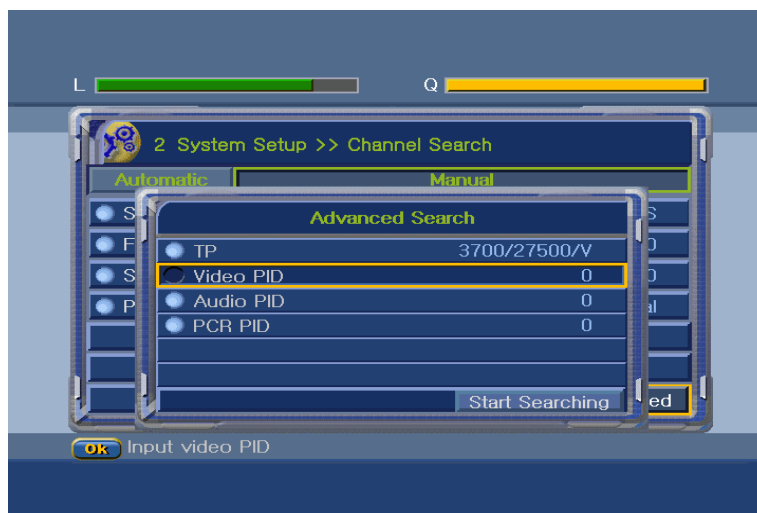 L Q
2 System Setup >> Channel Search
Automatic Manual
Advanced Search
TP 3700/27500/V
Video PID 0
Audio PID 0
PCR PID 0
Start Searching
OK Input video PID